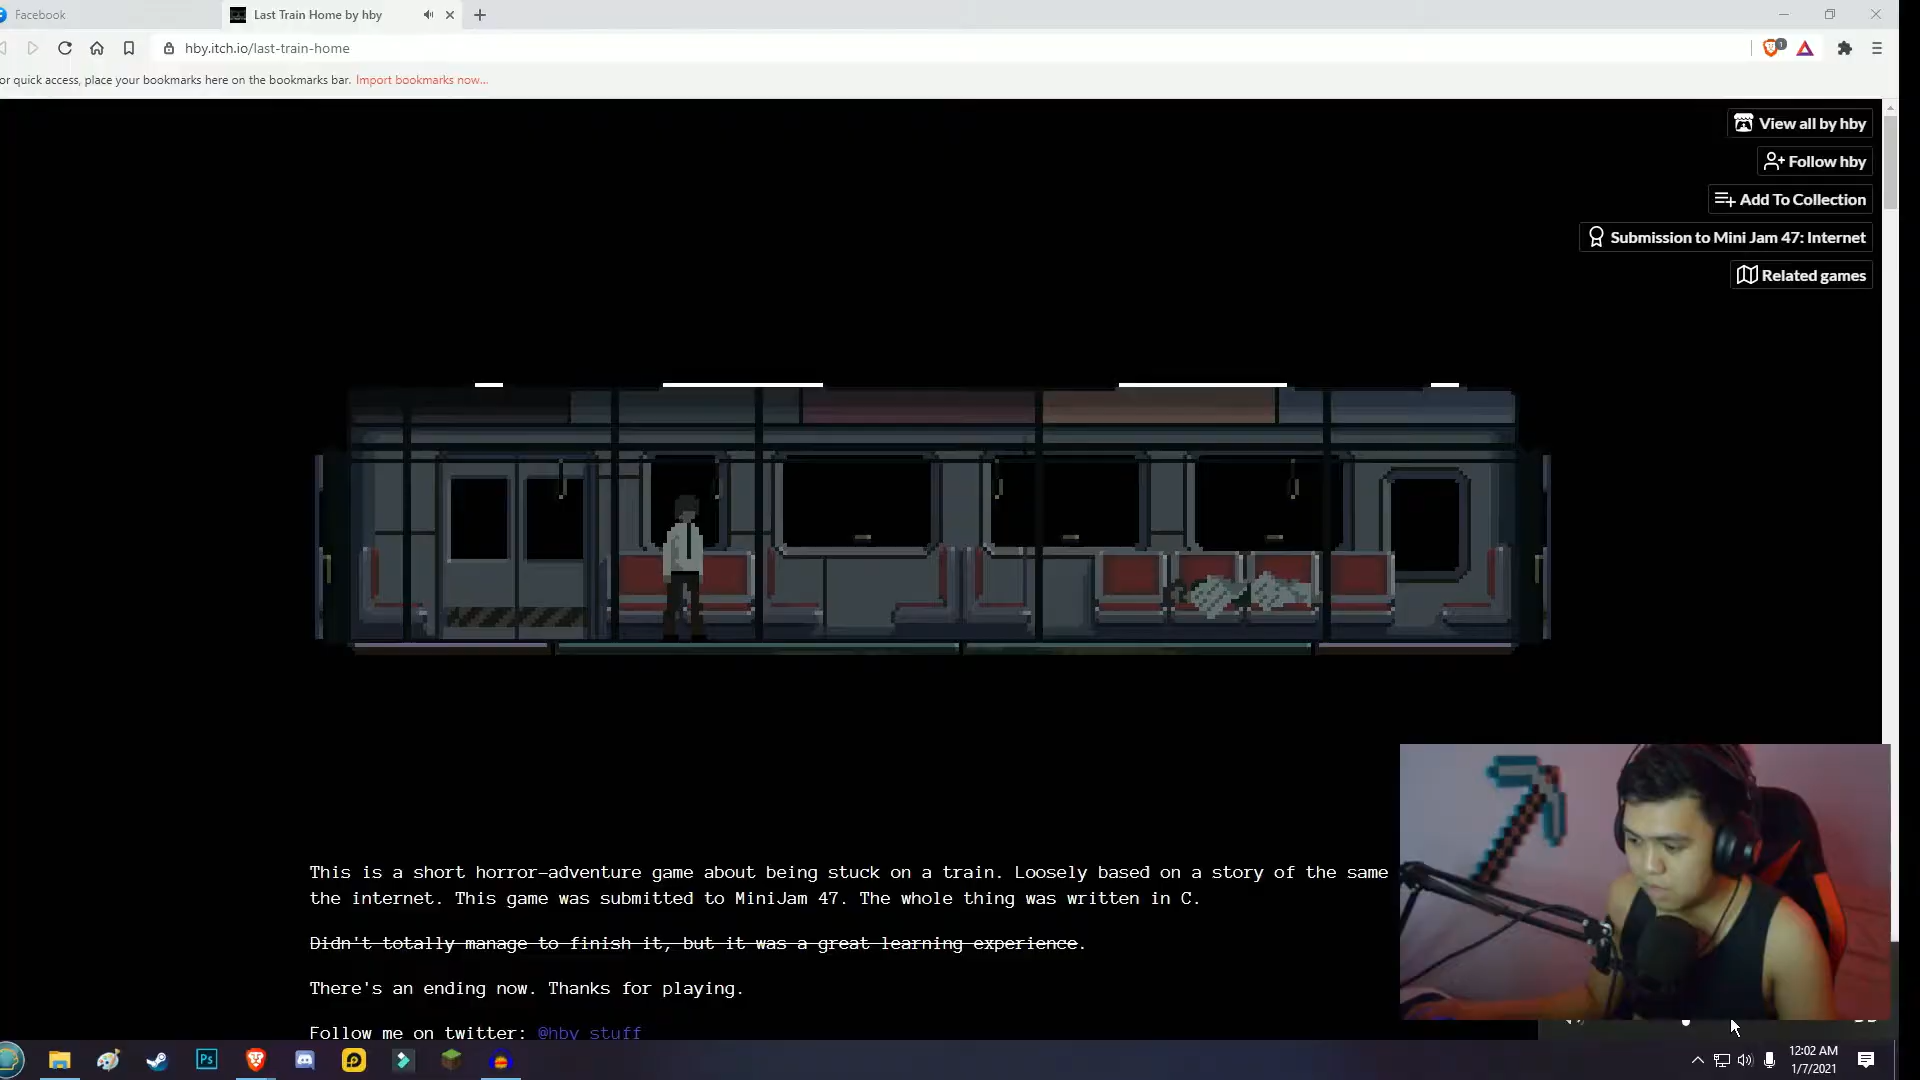 Facebook
Last Train Home by hby
hby.itch.io/last-train-home
1
or quick access, place your bookmarks here on the bookmarks bar. Import bookmarks now...
View all by hby
Follow hby
Add To Collection
Submission to Mini Jam 47: Internet
Related games
This is a short horror-adventure game about being stuck on a train. Loosely based on a story of the same
the internet. This game was submitted to MiniJam 47. The whole thing was written in C.
Didn't totally manage to finish it, but it was a great learning experience.
There's an ending now. Thanks for playing.
Follow me on twitter: @hby_stuff
Ps
12:02 AM
1/7/2021